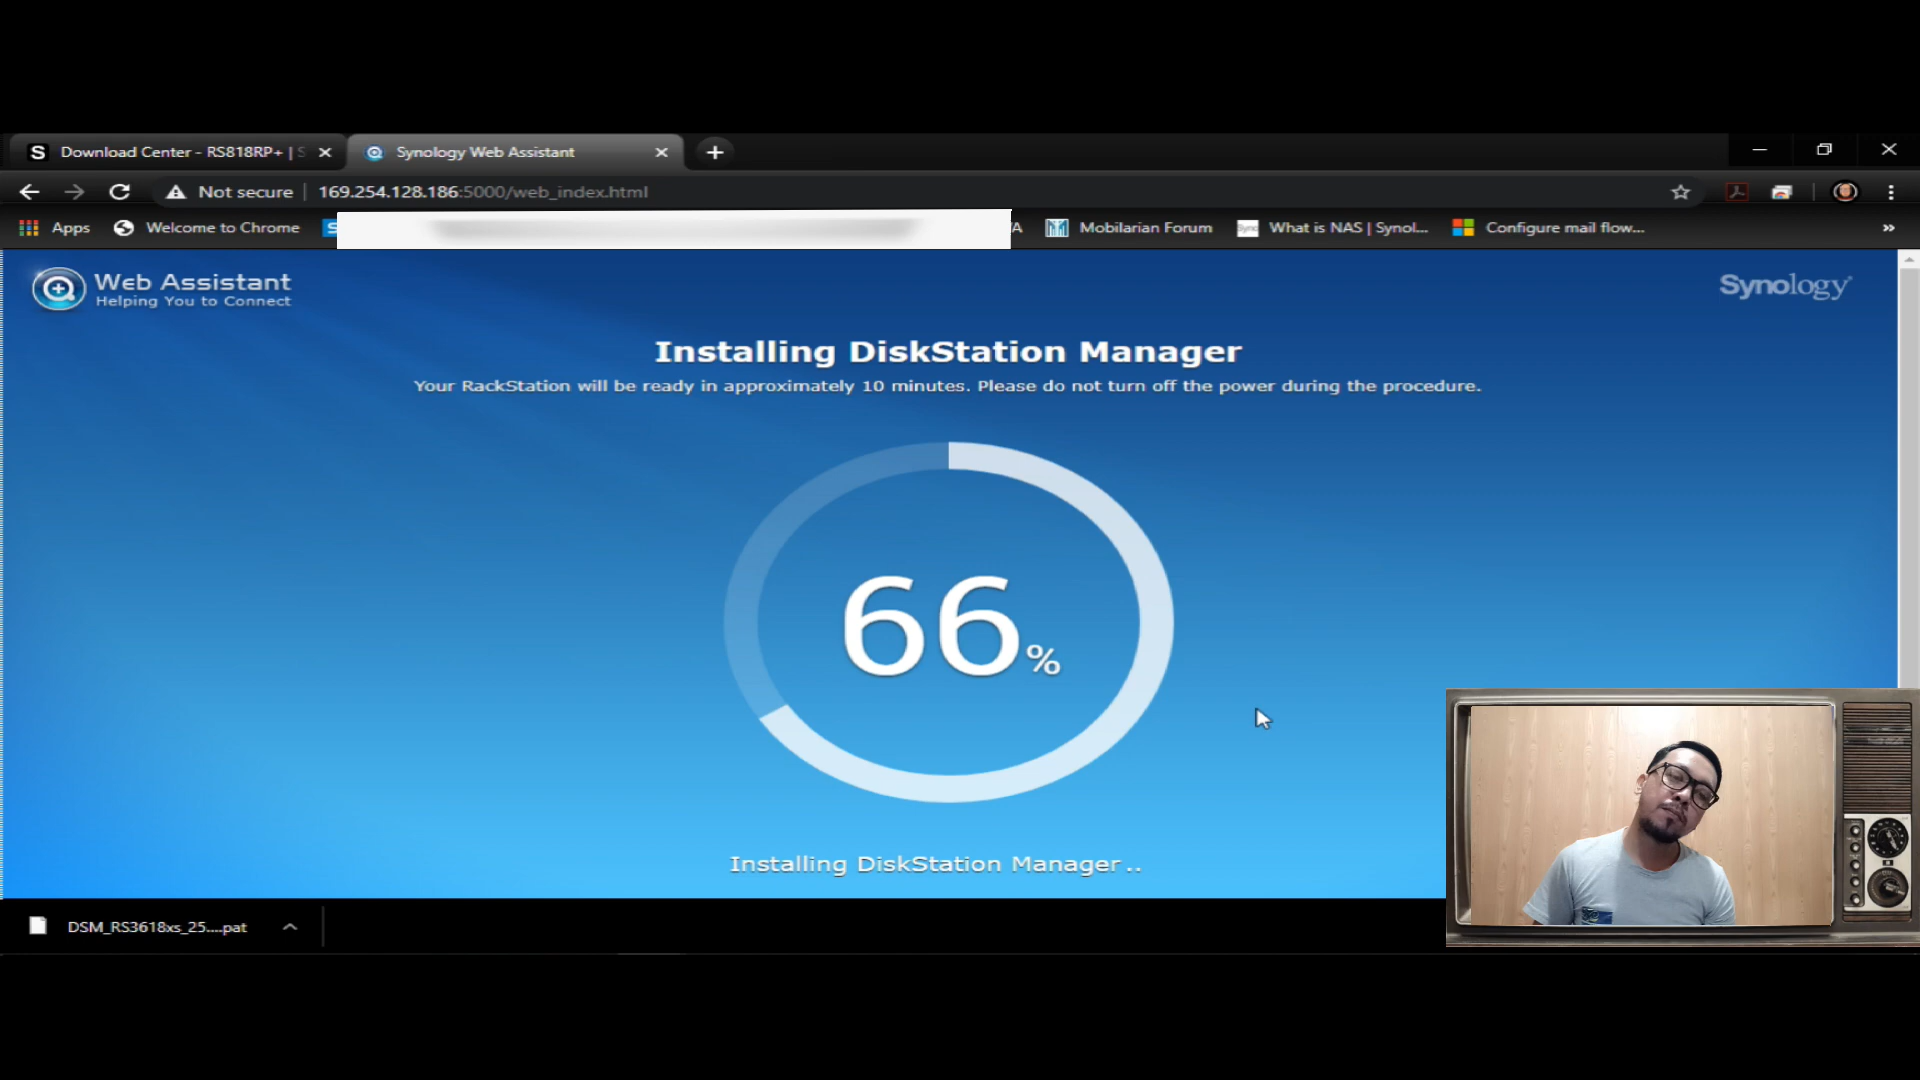 Download Center - RS818RP+ | S
Synology Web Assistant
Not secure
169.254.128.186:5000/web_index.html
Apps
Welcome to Chrome
S
A
Mobilarian Forum
What is NAS | Synol...
Configure mail flow...
»
Web Assistant
Helping You to Connect
Synology
Installing DiskStation Manager
Your RackStation will be ready in approximately 10 minutes. Please do not turn off the power during the procedure.
66%
Installing DiskStation Manager..
DSM_RS3618xs_25....pat